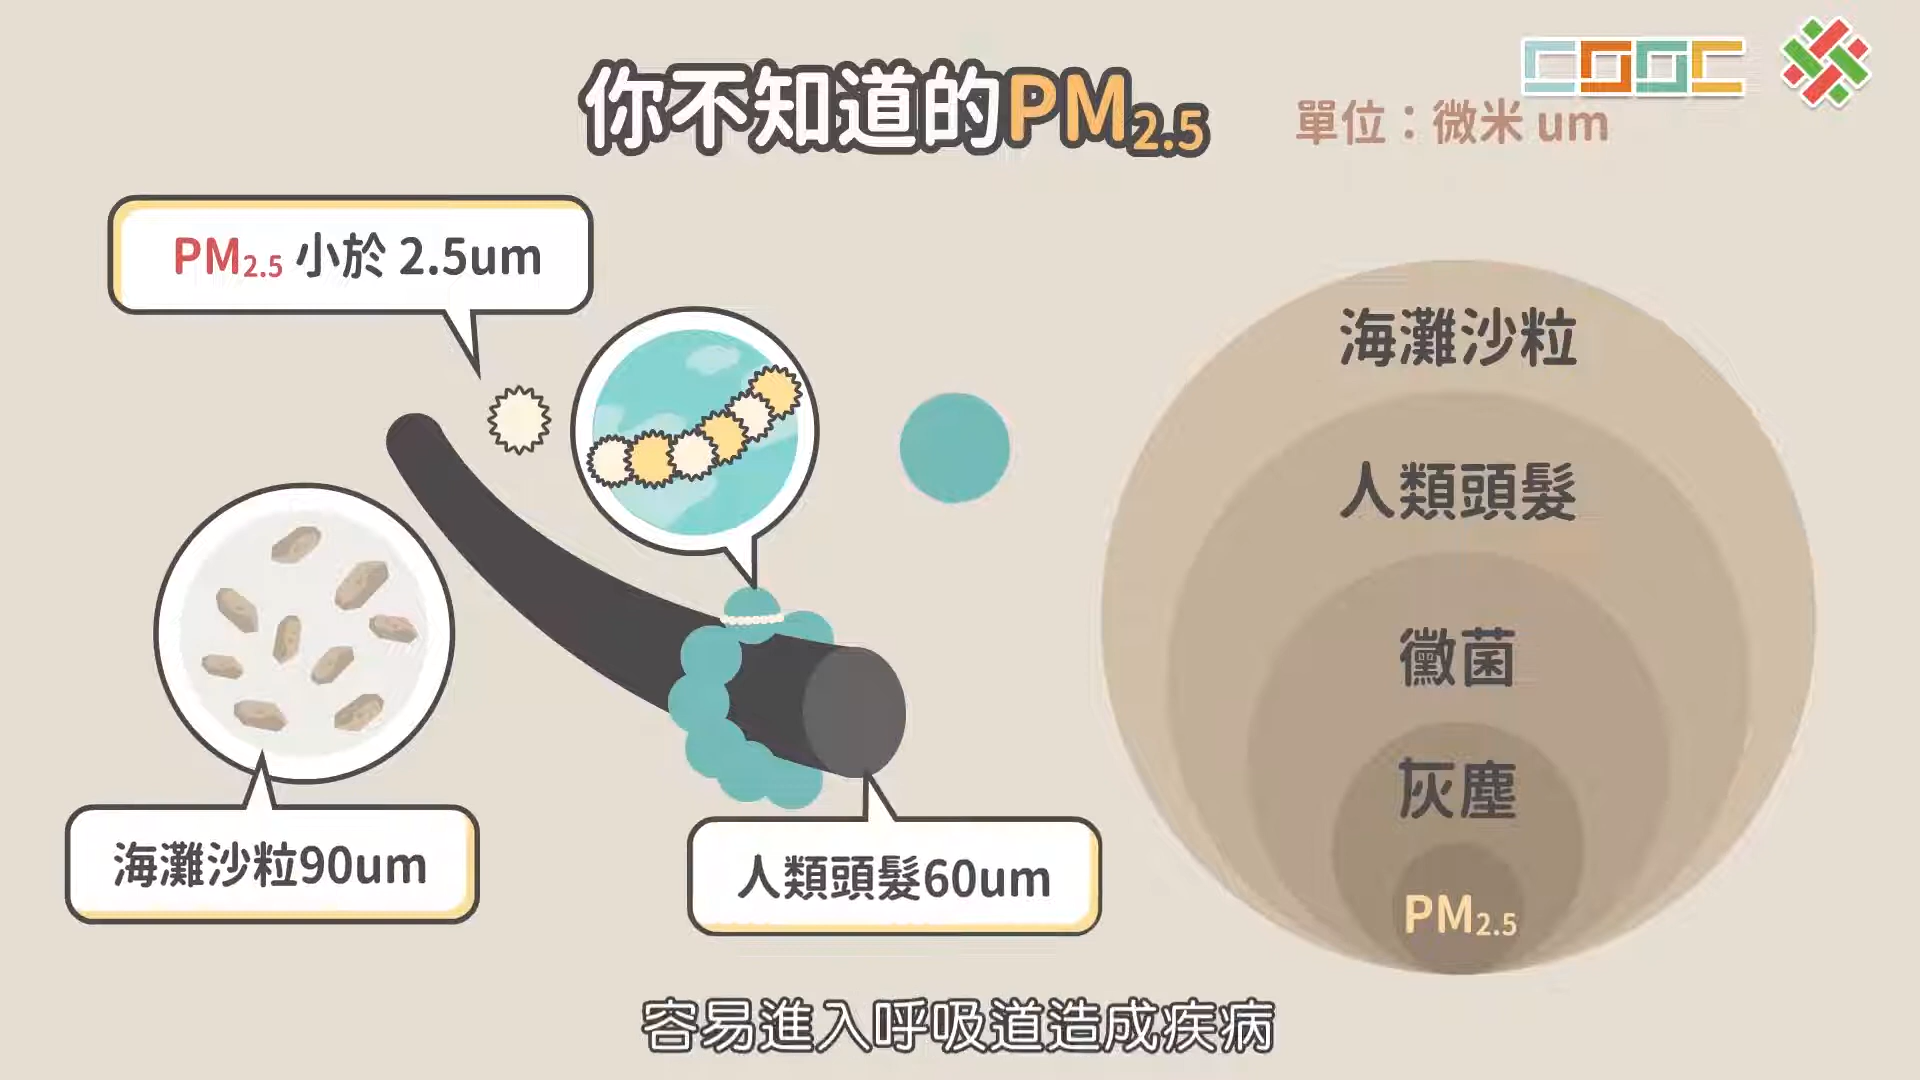 你不知道的PM2.5
單位：微米 um
PM2.5 小於 2.5um
海灘沙粒90um
人類頭髮60um
海灘沙粒
人類頭髮
黴菌
灰塵
PM2.5
容易進入呼吸道造成疾病